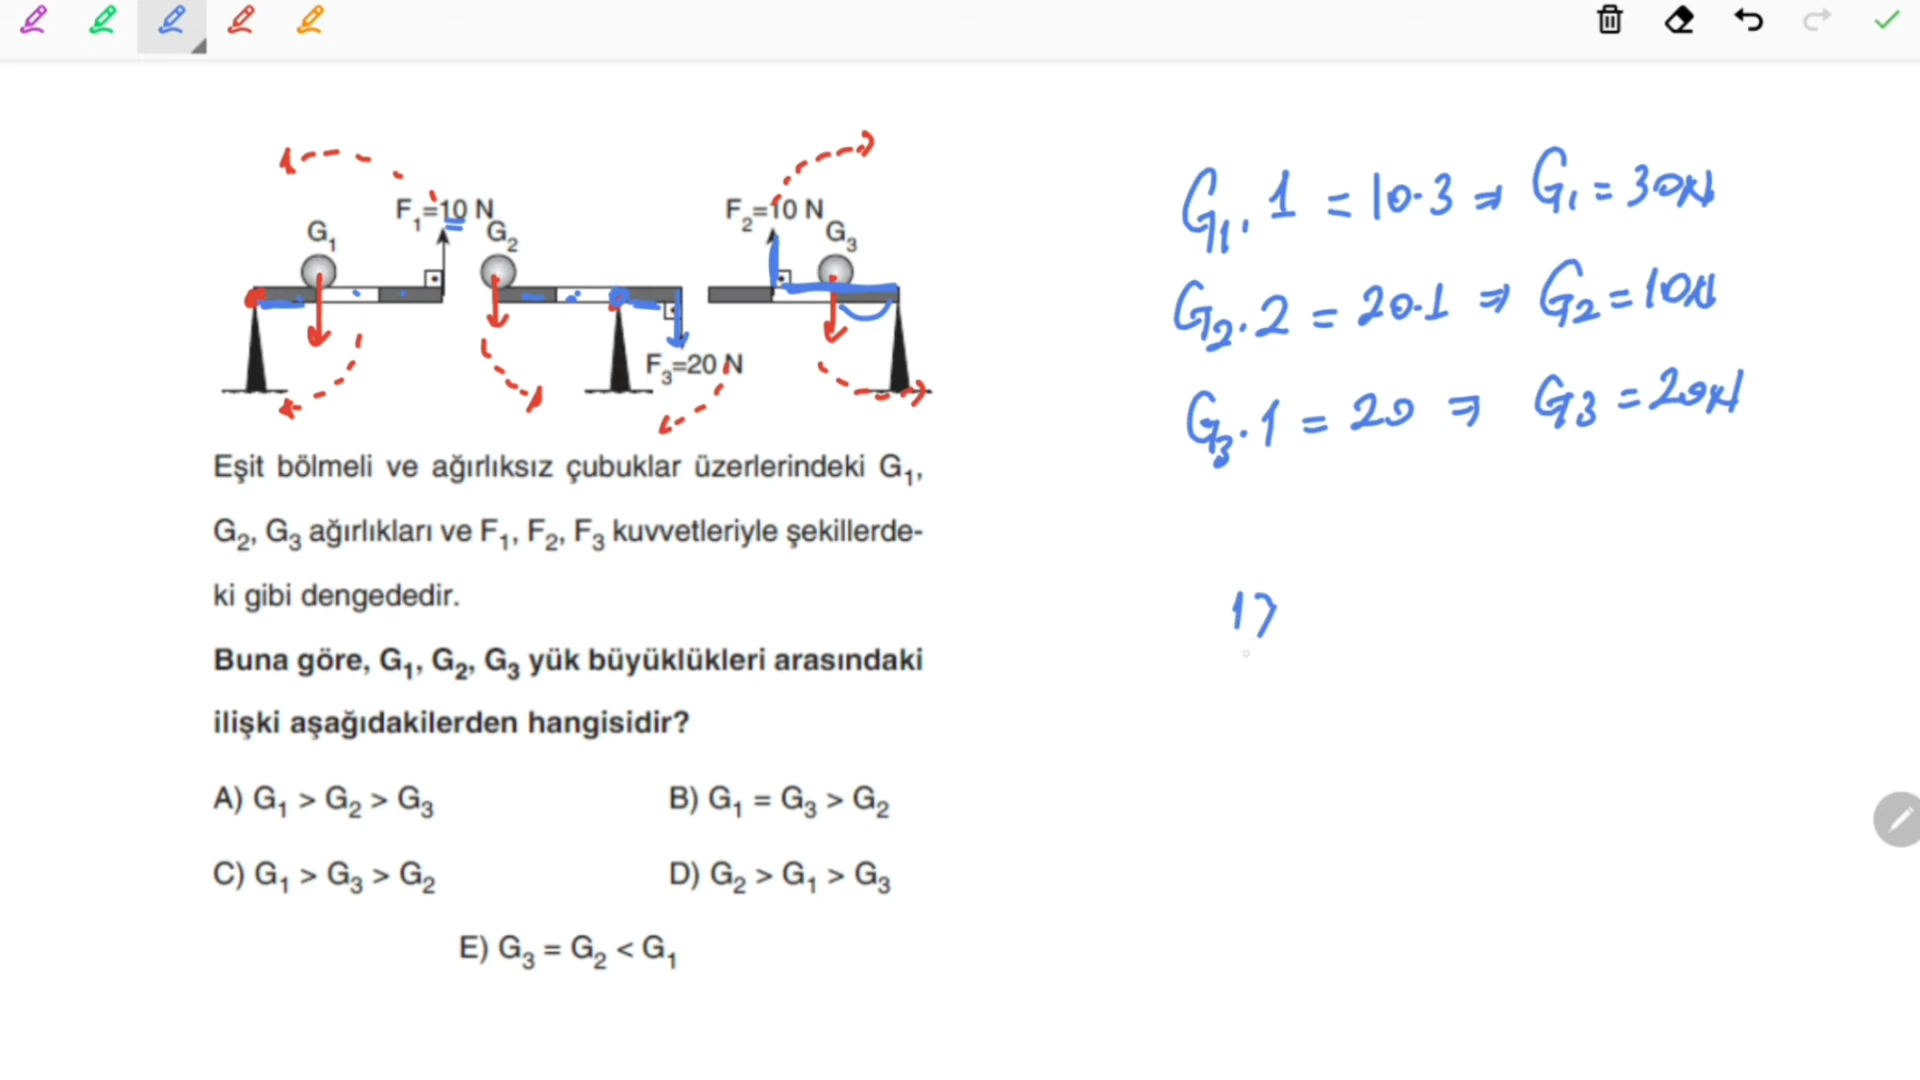 F₁=10 N
F₂=10 N
G₁
G₂
G₃
F₃=20 N
Eşit bölmeli ve ağırlıksız çubuklar üzerlerindeki G₁,
G₂, G₃ ağırlıkları ve F₁, F₂, F₃ kuvvetleriyle şekillerde-
ki gibi dengededir.
Buna göre, G₁, G₂, G₃ yük büyüklükleri arasındaki
ilişki aşağıdakilerden hangisidir?
A) G₁ > G₂ > G₃
B) G₁ = G₃ > G₂
C) G₁ > G₃ > G₂
D) G₂ > G₁ > G₃
E) G₃ = G₂ < G₁
G₁·1 = 10·3 ⇒ G₁ = 30N
G₂·2 = 20·1 ⇒ G₂ = 10N
G₃·1 = 20 ⇒ G₃ = 20N
1>